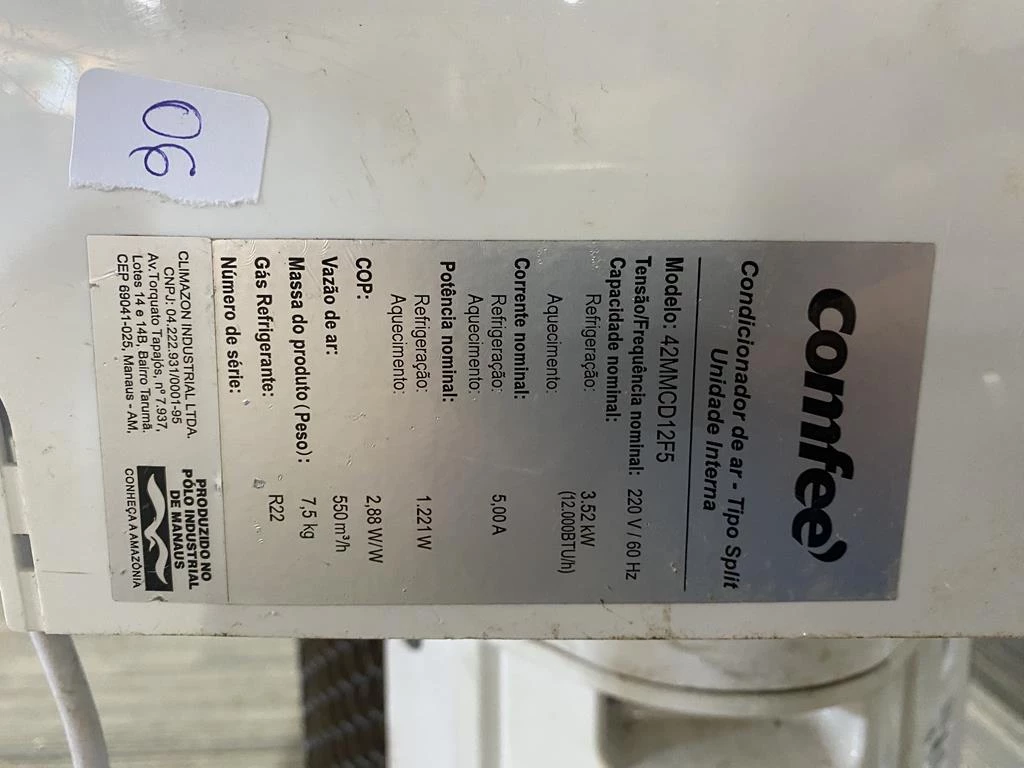 comfee'
Condicionador de ar - Tipo Split
Unidade Interna
Modelo: 42MMCD12F5
Tensão/Frequência nominal: 220 V / 60 Hz
Capacidade nominal:
Refrigeração: 3.52 kW
(12.000BTU/h)
Aquecimento:
Corrente nominal:
Refrigeração: 5,00 A
Aquecimento:
Potência nominal:
Refrigeração: 1.221 W
Aquecimento:
COP: 2,88 W/W
Vazão de ar: 550 m³/h
Massa do produto (Peso): 7,5 kg
Gás Refrigerante: R22
Número de série:
CLIMAZON INDUSTRIAL LTDA.
CNPJ: 04.222.931/0001-95
Av. Torquato Tapajós, n° 7.937,
Lotes 14 e 14B, Bairro Tarumã.
CEP 69041-025, Manaus - AM,
PRODUZIDO NO
PÓLO INDUSTRIAL
DE MANAUS
CONHEÇA A AMAZÔNIA
06